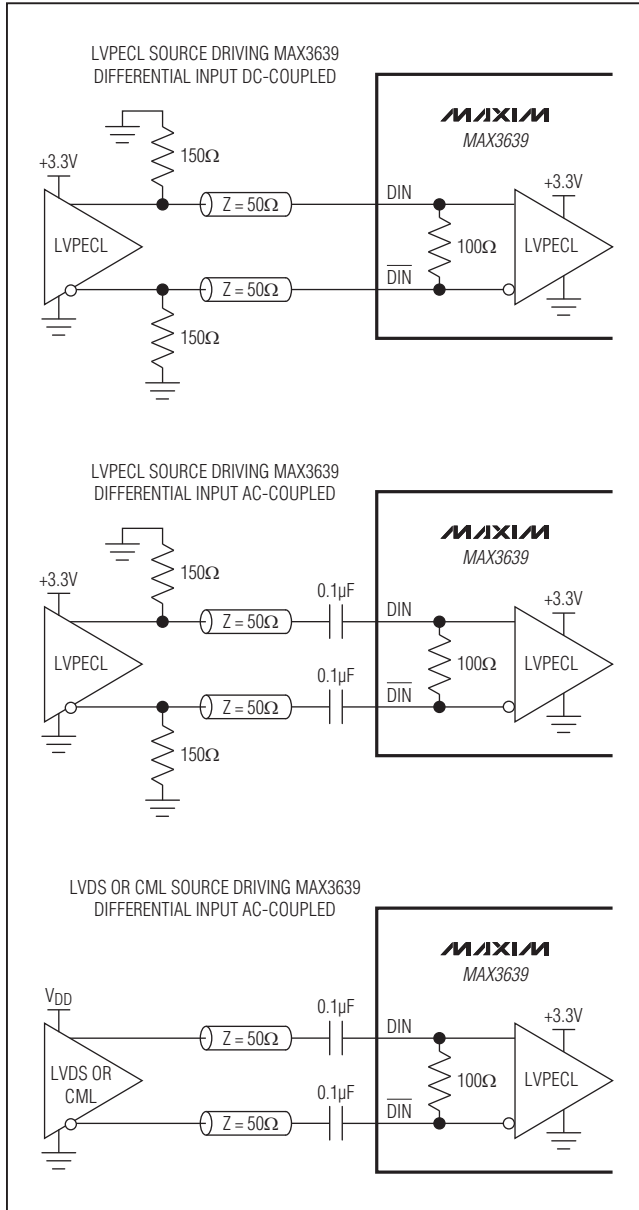 LVPECL SOURCE DRIVING MAX3639
DIFFERENTIAL INPUT DC-COUPLED
MAXIM
MAX3639
150Ω
+3.3V
+3.3V
Z = 50Ω
DIN
LVPECL
100Ω
LVPECL
Z = 50Ω
DIN
150Ω
LVPECL SOURCE DRIVING MAX3639
DIFFERENTIAL INPUT AC-COUPLED
MAXIM
MAX3639
150Ω
+3.3V
0.1µF
+3.3V
Z = 50Ω
DIN
LVPECL
0.1µF
100Ω
LVPECL
Z = 50Ω
DIN
150Ω
LVDS OR CML SOURCE DRIVING MAX3639
DIFFERENTIAL INPUT AC-COUPLED
MAXIM
MAX3639
VDD
0.1µF
+3.3V
Z = 50Ω
DIN
LVDS OR
CML
0.1µF
100Ω
LVPECL
Z = 50Ω
DIN